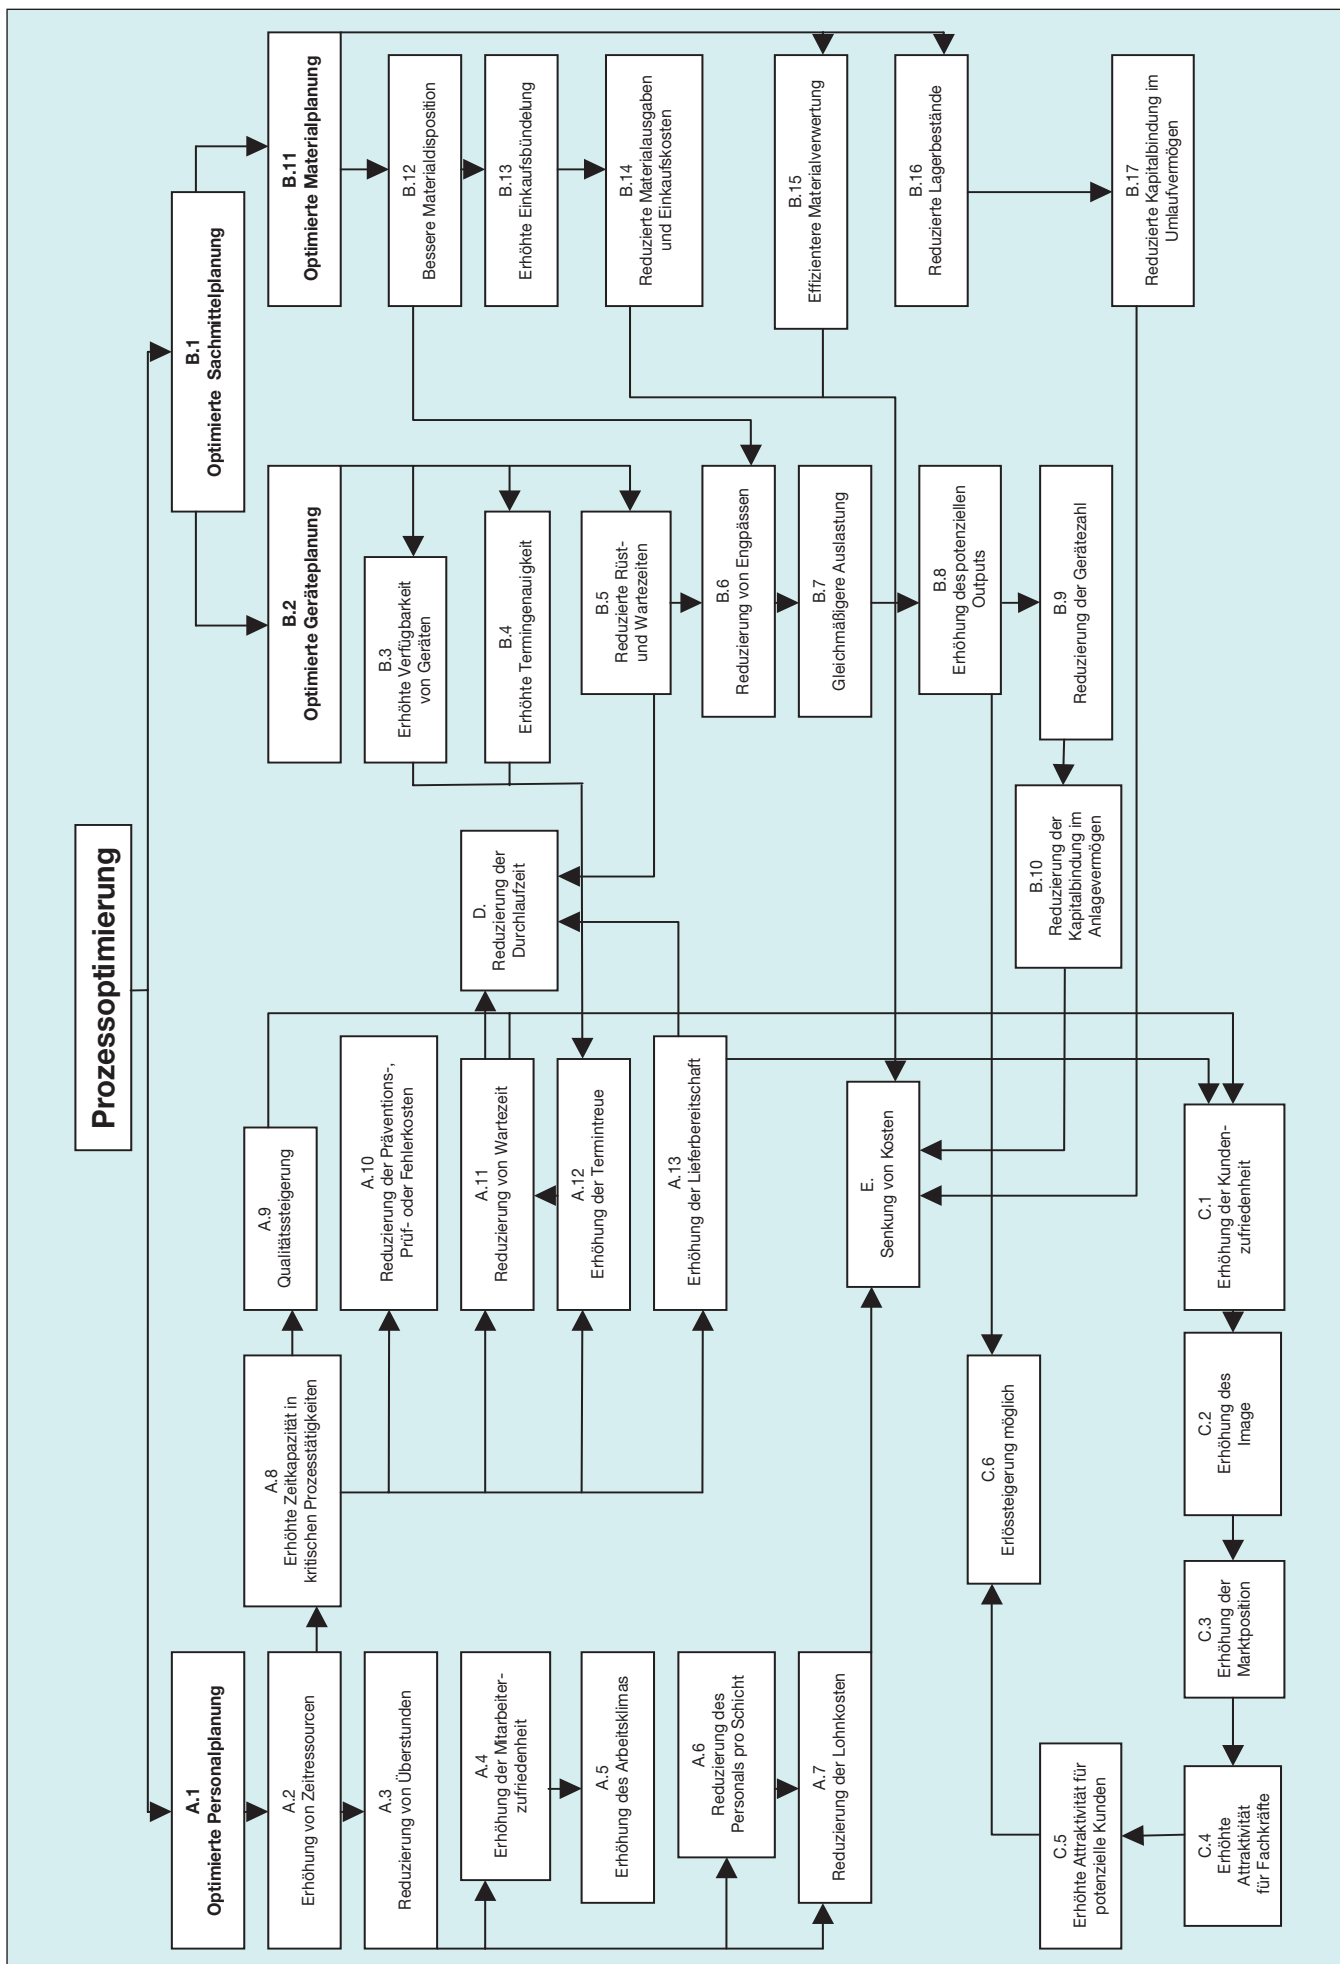 Prozessoptimierung
A.1
Optimierte Personalplanung
A.2
Erhöhung von Zeitressourcen
A.3
Reduzierung von Überstunden
A.4
Erhöhung der Mitarbeiter-
zufriedenheit
A.5
Erhöhung des Arbeitsklimas
A.6
Reduzierung des
Personals pro Schicht
A.7
Reduzierung der Lohnkosten
A.8
Erhöhte Zeitkapazität in
kritischen Prozesstätigkeiten
A.9
Qualitätssteigerung
A.10
Reduzierung der Präventions-,
Prüf- oder Fehlerkosten
A.11
Reduzierung von Wartezeit
A.12
Erhöhung der Termintreue
A.13
Erhöhung der Lieferbereitschaft
D.
Reduzierung der
Durchlaufzeit
E.
Senkung von Kosten
B.1
Optimierte Sachmittelplanung
B.2
Optimierte Geräteplanung
B.3
Erhöhte Verfügbarkeit
von Geräten
B.4
Erhöhte Termingenauigkeit
B.5
Reduzierte Rüst-
und Wartezeiten
B.6
Reduzierung von Engpässen
B.7
Gleichmäßigere Auslastung
B.8
Erhöhung despotenziellen
Outputs
B.9
Reduzierung der Gerätezahl
B.10
Reduzierung der
Kapitalbindung im
Anlagevermögen
B.11
Optimierte Materialplanung
B.12
Bessere Materialdisposition
B.13
Erhöhte Einkaufsbündelung
B.14
Reduzierte Materialausgaben
und Einkaufskosten
B.15
Effizientere Materialverwertung
B.16
Reduzierte Lagerbestände
B.17
Reduzierte Kapitalbindung im
Umlaufvermögen
C.1
Erhöhung der Kunden-
zufriedenheit
C.2
Erhöhung des
Image
C.3
Erhöhung der
Marktposition
C.4
Erhöhte
Attraktivität
für Fachkräfte
C.5
Erhöhte Attraktivität für
potenzielle Kunden
C.6
Erlössteigerung möglich